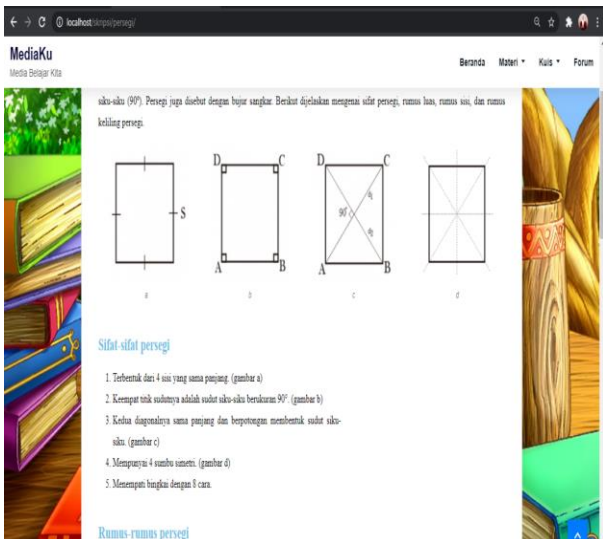 localhost/skripsi/persegi/
MediaKu
Media Belajar Kita
Beranda Materi Kuis Forum
siku-siku (90°). Persegi juga disebut dengan bujur sangkar. Berikut dijelaskan mengenai sifat persegi, rumus luas, rumus sisi, dan rumus
keliling persegi.
S
D C
A B
D C
90°
A B
a b c d
Sifat-sifat persegi
1. Terbentuk dari 4 sisi yang sama panjang. (gambar a)
2. Keempat titik sudutnya adalah sudut siku-siku berukuran 90°. (gambar b)
3. Kedua diagonalnya sama panjang dan berpotongan membentuk sudut siku-
siku. (gambar c)
4. Mempunyai 4 sumbu simetri. (gambar d)
5. Menempati bingkai dengan 8 cara.
Rumus-rumus persegi